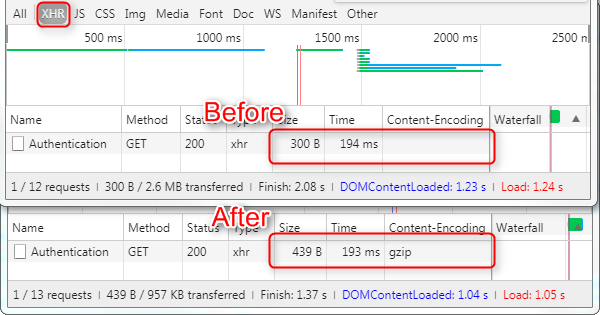 All XHR JS CSS Img Media Font Doc WS Manifest Other
500 ms 1000 ms 1500 ms 2000 ms 2500 m
Before
Name Method Status Type Size Time Content-Encoding Waterfall
Authentication GET 200 xhr 300 B 194 ms
1 / 12 requests 300 B / 2.6 MB transferred Finish: 2.08 s DOMContentLoaded: 1.23 s Load: 1.24 s
After
Name Method Status Type Size Time Content-Encoding Waterfall
Authentication GET 200 xhr 439 B 193 ms gzip
1 / 13 requests 439 B / 957 KB transferred Finish: 1.37 s DOMContentLoaded: 1.04 s Load: 1.05 s